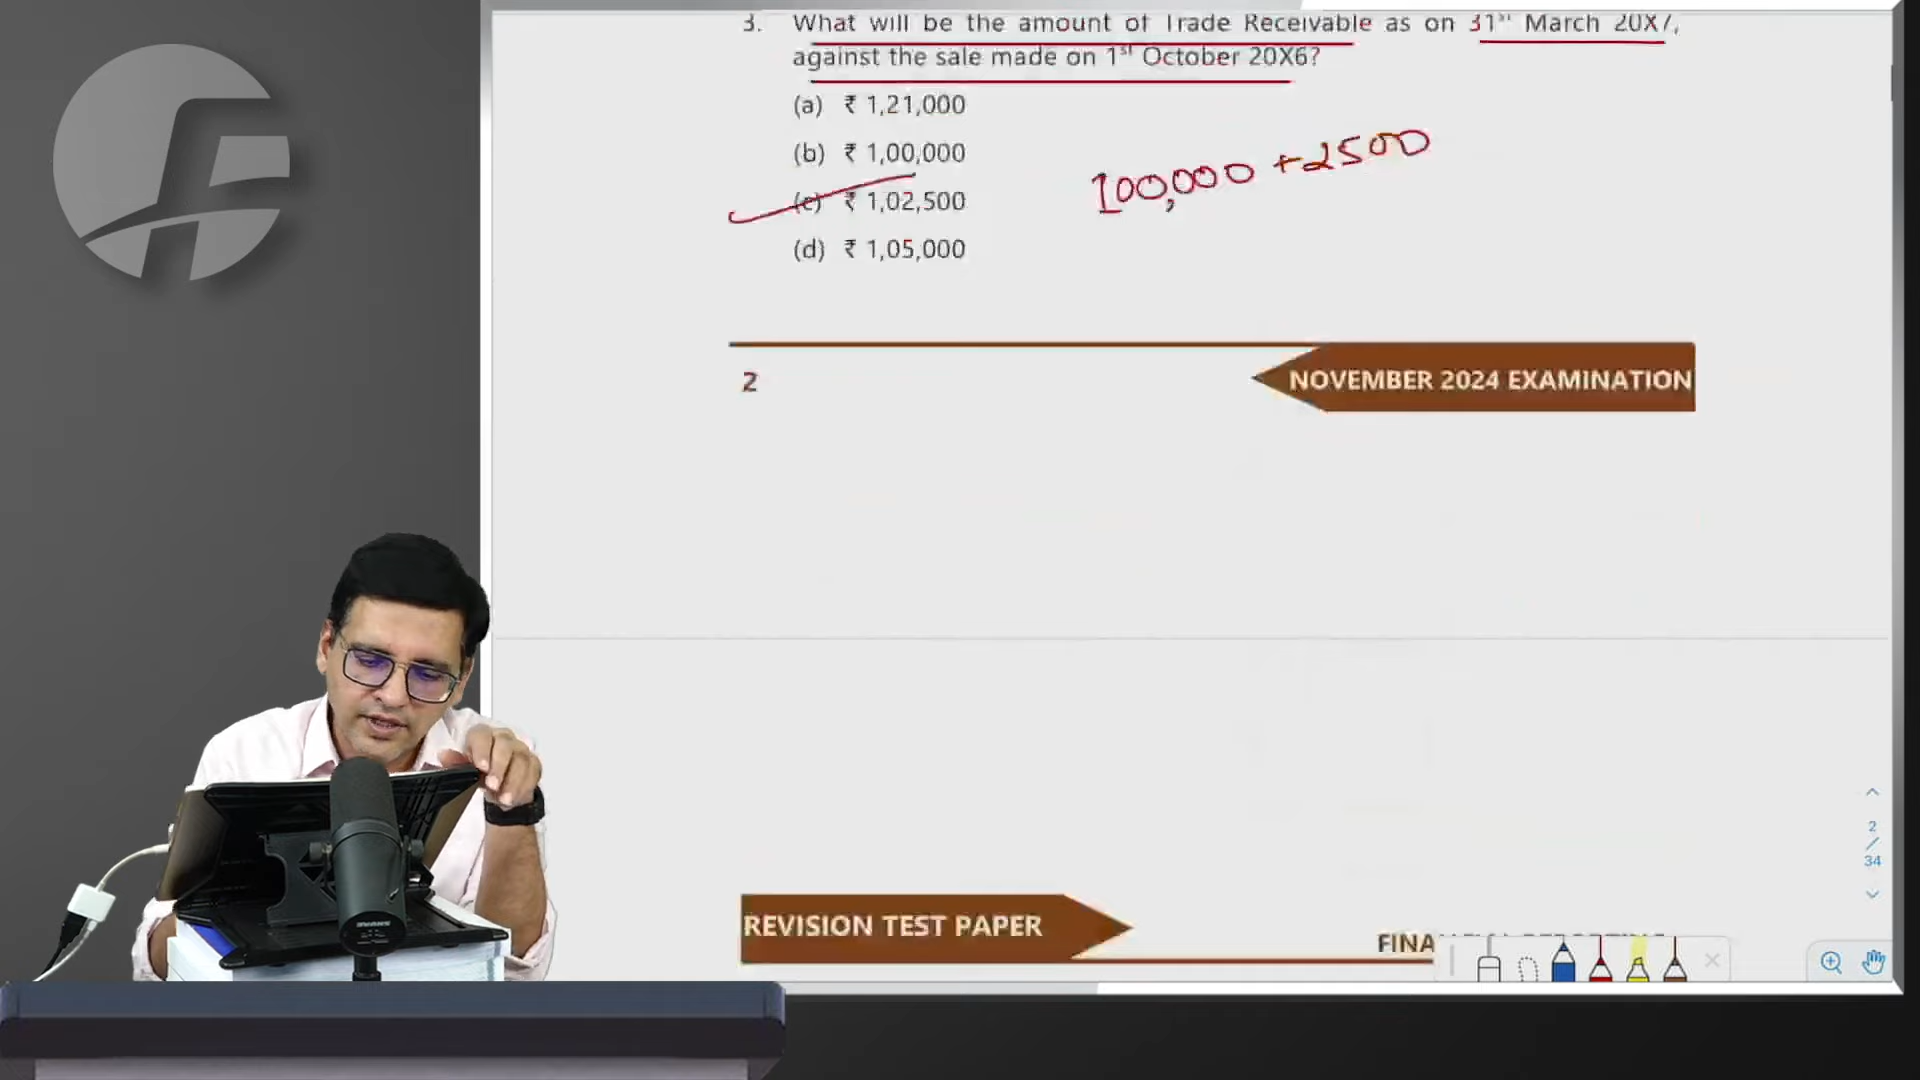 3. What will be the amount of Trade Receivable as on 31st March 20X7,
against the sale made on 1st October 20X6?
(a) ₹ 1,21,000
(b) ₹ 1,00,000
(c) ₹ 1,02,500
(d) ₹ 1,05,000
100,000 + 2500
2
NOVEMBER 2024 EXAMINATION
REVISION TEST PAPER
2
/
34